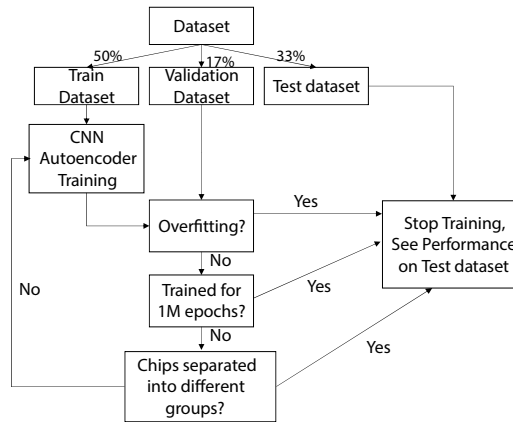 Dataset
50%
17%
33%
Train
Dataset
Validation
Dataset
Test dataset
CNN
Autoencoder
Training
Overfitting?
Yes
Stop Training,
See Performance
on Test dataset
No
No
Trained for
1M epochs?
Yes
No
Chips separated
into different
groups?
Yes